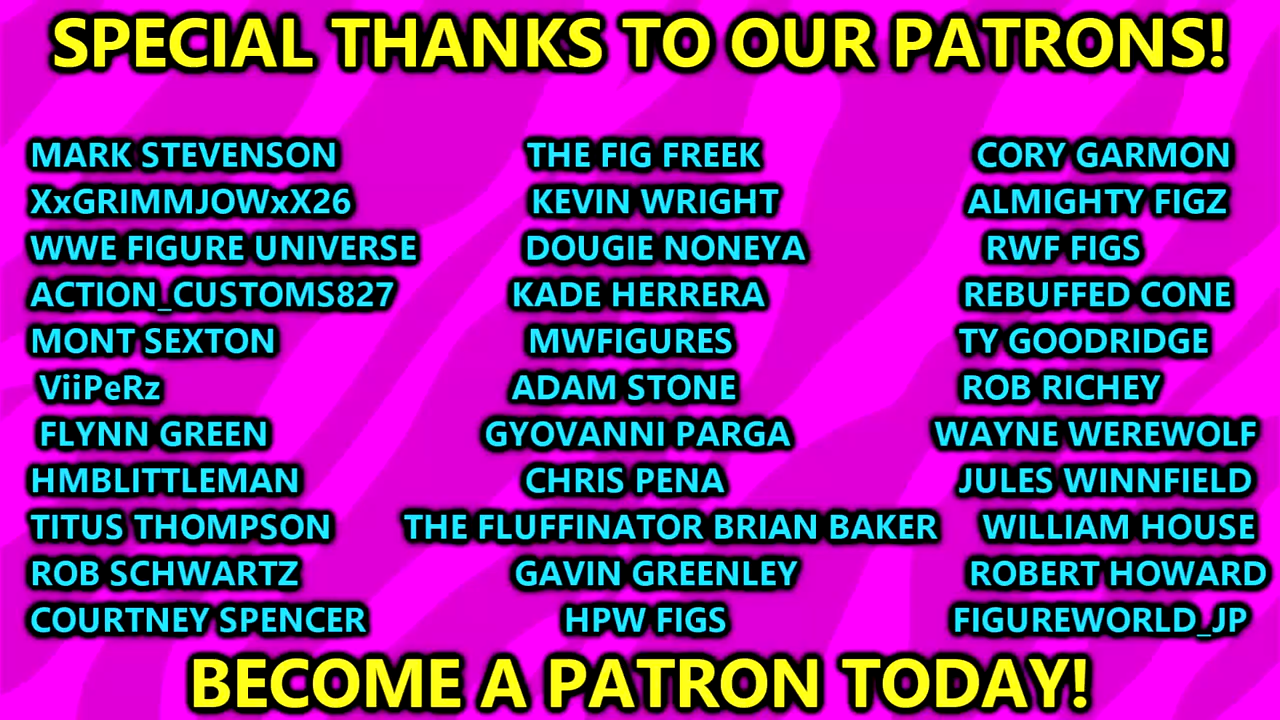 SPECIAL THANKS TO OUR PATRONS!
MARK STEVENSON
XxGRIMMJOWxX26
WWE FIGURE UNIVERSE
ACTION_CUSTOMS827
MONT SEXTON
ViiPeRz
FLYNN GREEN
HMBLITTLEMAN
TITUS THOMPSON
ROB SCHWARTZ
COURTNEY SPENCER
THE FIG FREEK
KEVIN WRIGHT
DOUGIE NONEYA
KADE HERRERA
MWFIGURES
ADAM STONE
GYOVANNI PARGA
CHRIS PENA
THE FLUFFINATOR BRIAN BAKER
GAVIN GREENLEY
HPW FIGS
CORY GARMON
ALMIGHTY FIGZ
RWF FIGS
REBUFFED CONE
TY GOODRIDGE
ROB RICHEY
WAYNE WEREWOLF
JULES WINNFIELD
WILLIAM HOUSE
ROBERT HOWARD
FIGUREWORLD_JP
BECOME A PATRON TODAY!